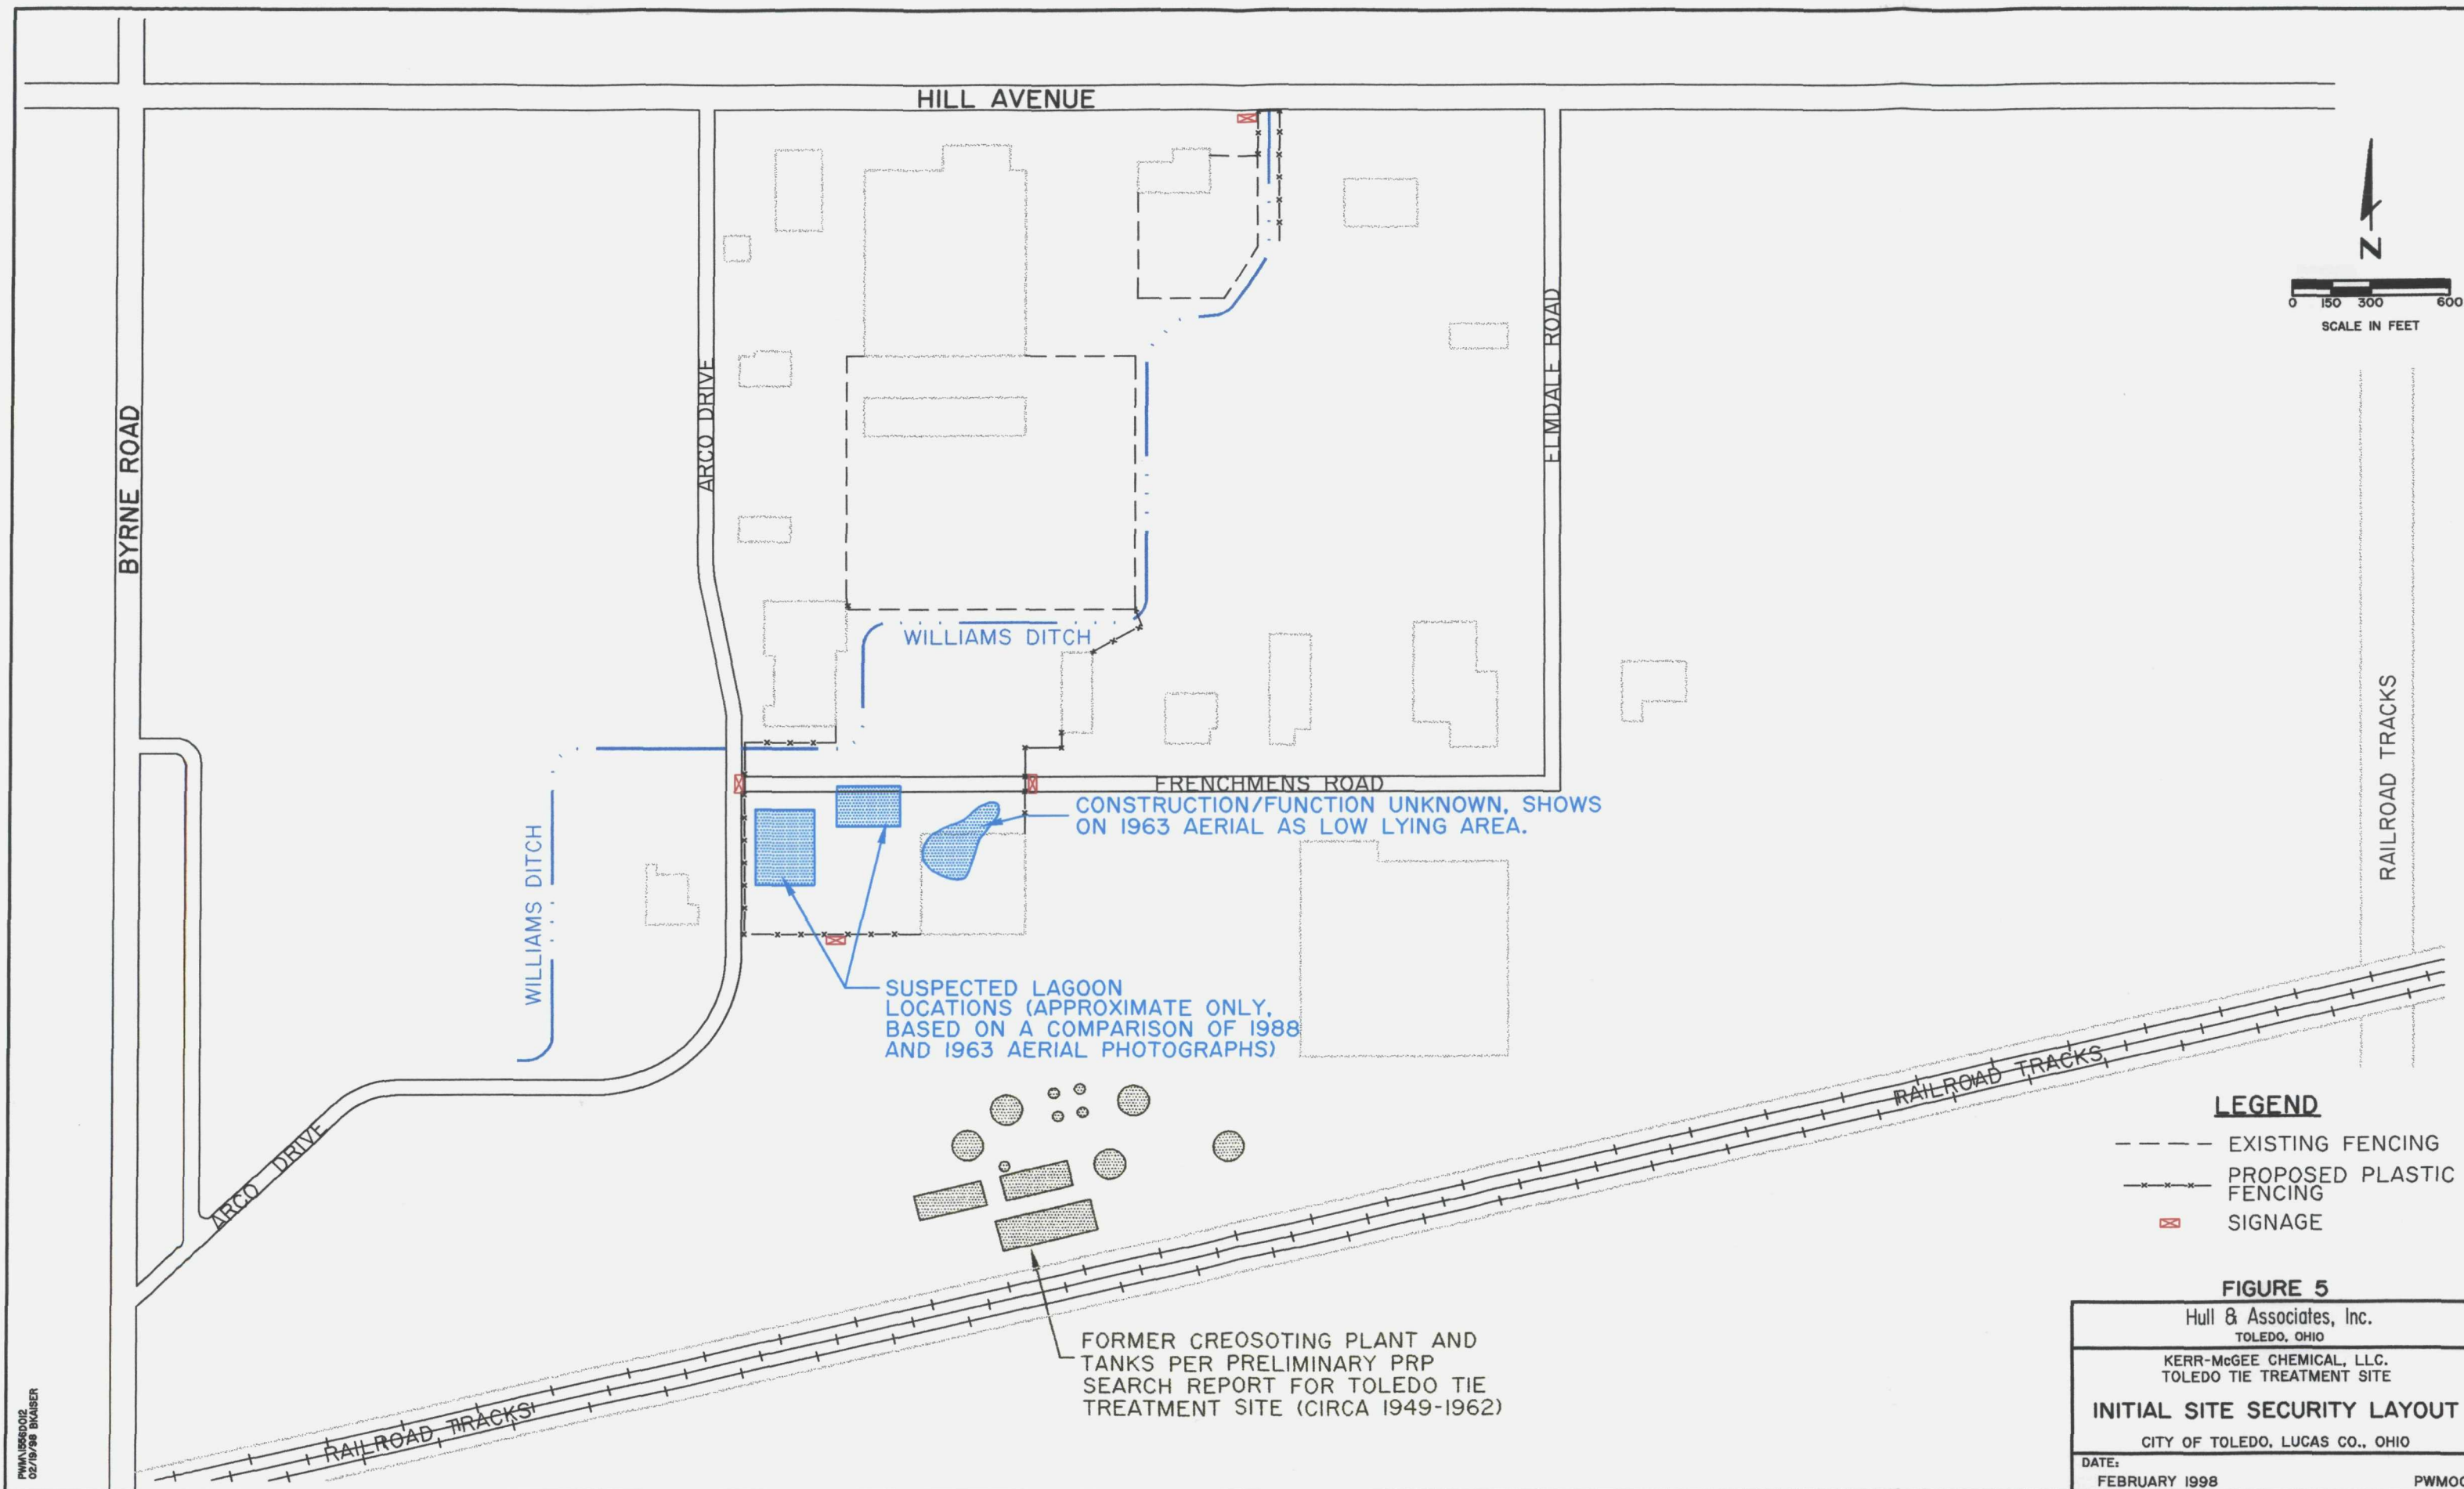 HILL AVENUE
BYRNE ROAD
ARCO DRIVE
ELMDALE ROAD
N
0 150 300 600
SCALE IN FEET
WILLIAMS DITCH
FRENCHMENS ROAD
CONSTRUCTION/FUNCTION UNKNOWN, SHOWS
ON 1963 AERIAL AS LOW LYING AREA.
WILLIAMS DITCH
SUSPECTED LAGOON
LOCATIONS (APPROXIMATE ONLY,
BASED ON A COMPARISON OF 1988
AND 1963 AERIAL PHOTOGRAPHS)
RAILROAD TRACKS
RAILROAD TRACKS
ARCO DRIVE
RAILROAD TRACKS
FORMER CREOSOTING PLANT AND
TANKS PER PRELIMINARY PRP
SEARCH REPORT FOR TOLEDO TIE
TREATMENT SITE (CIRCA 1949-1962)
LEGEND
EXISTING FENCING
PROPOSED PLASTIC
FENCING
SIGNAGE
FIGURE 5
Hull & Associates, Inc.
TOLEDO, OHIO
KERR-McGEE CHEMICAL, LLC.
TOLEDO TIE TREATMENT SITE
INITIAL SITE SECURITY LAYOUT
CITY OF TOLEDO, LUCAS CO., OHIO
DATE:
FEBRUARY 1998
02/19/98 BKAISER